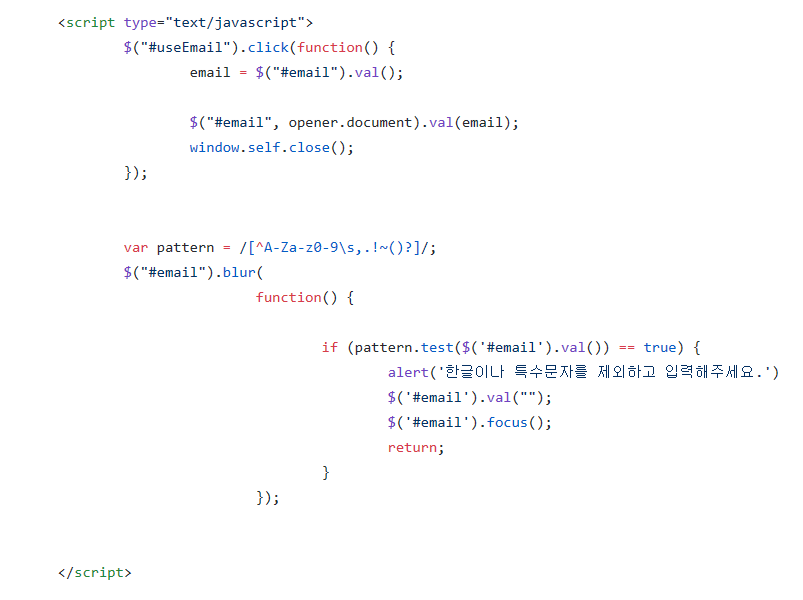 <script type="text/javascript">
$("#useEmail").click(function() {
email = $("#email").val();
$("#email", opener.document).val(email);
window.self.close();
});
var pattern = /[^A-Za-z0-9\s,.!~()?]/;
$("#email").blur(
function() {
if (pattern.test($('#email').val()) == true) {
alert('한글이나 특수문자를 제외하고 입력해주세요.')
$('#email').val("");
$('#email').focus();
return;
}
});
</script>